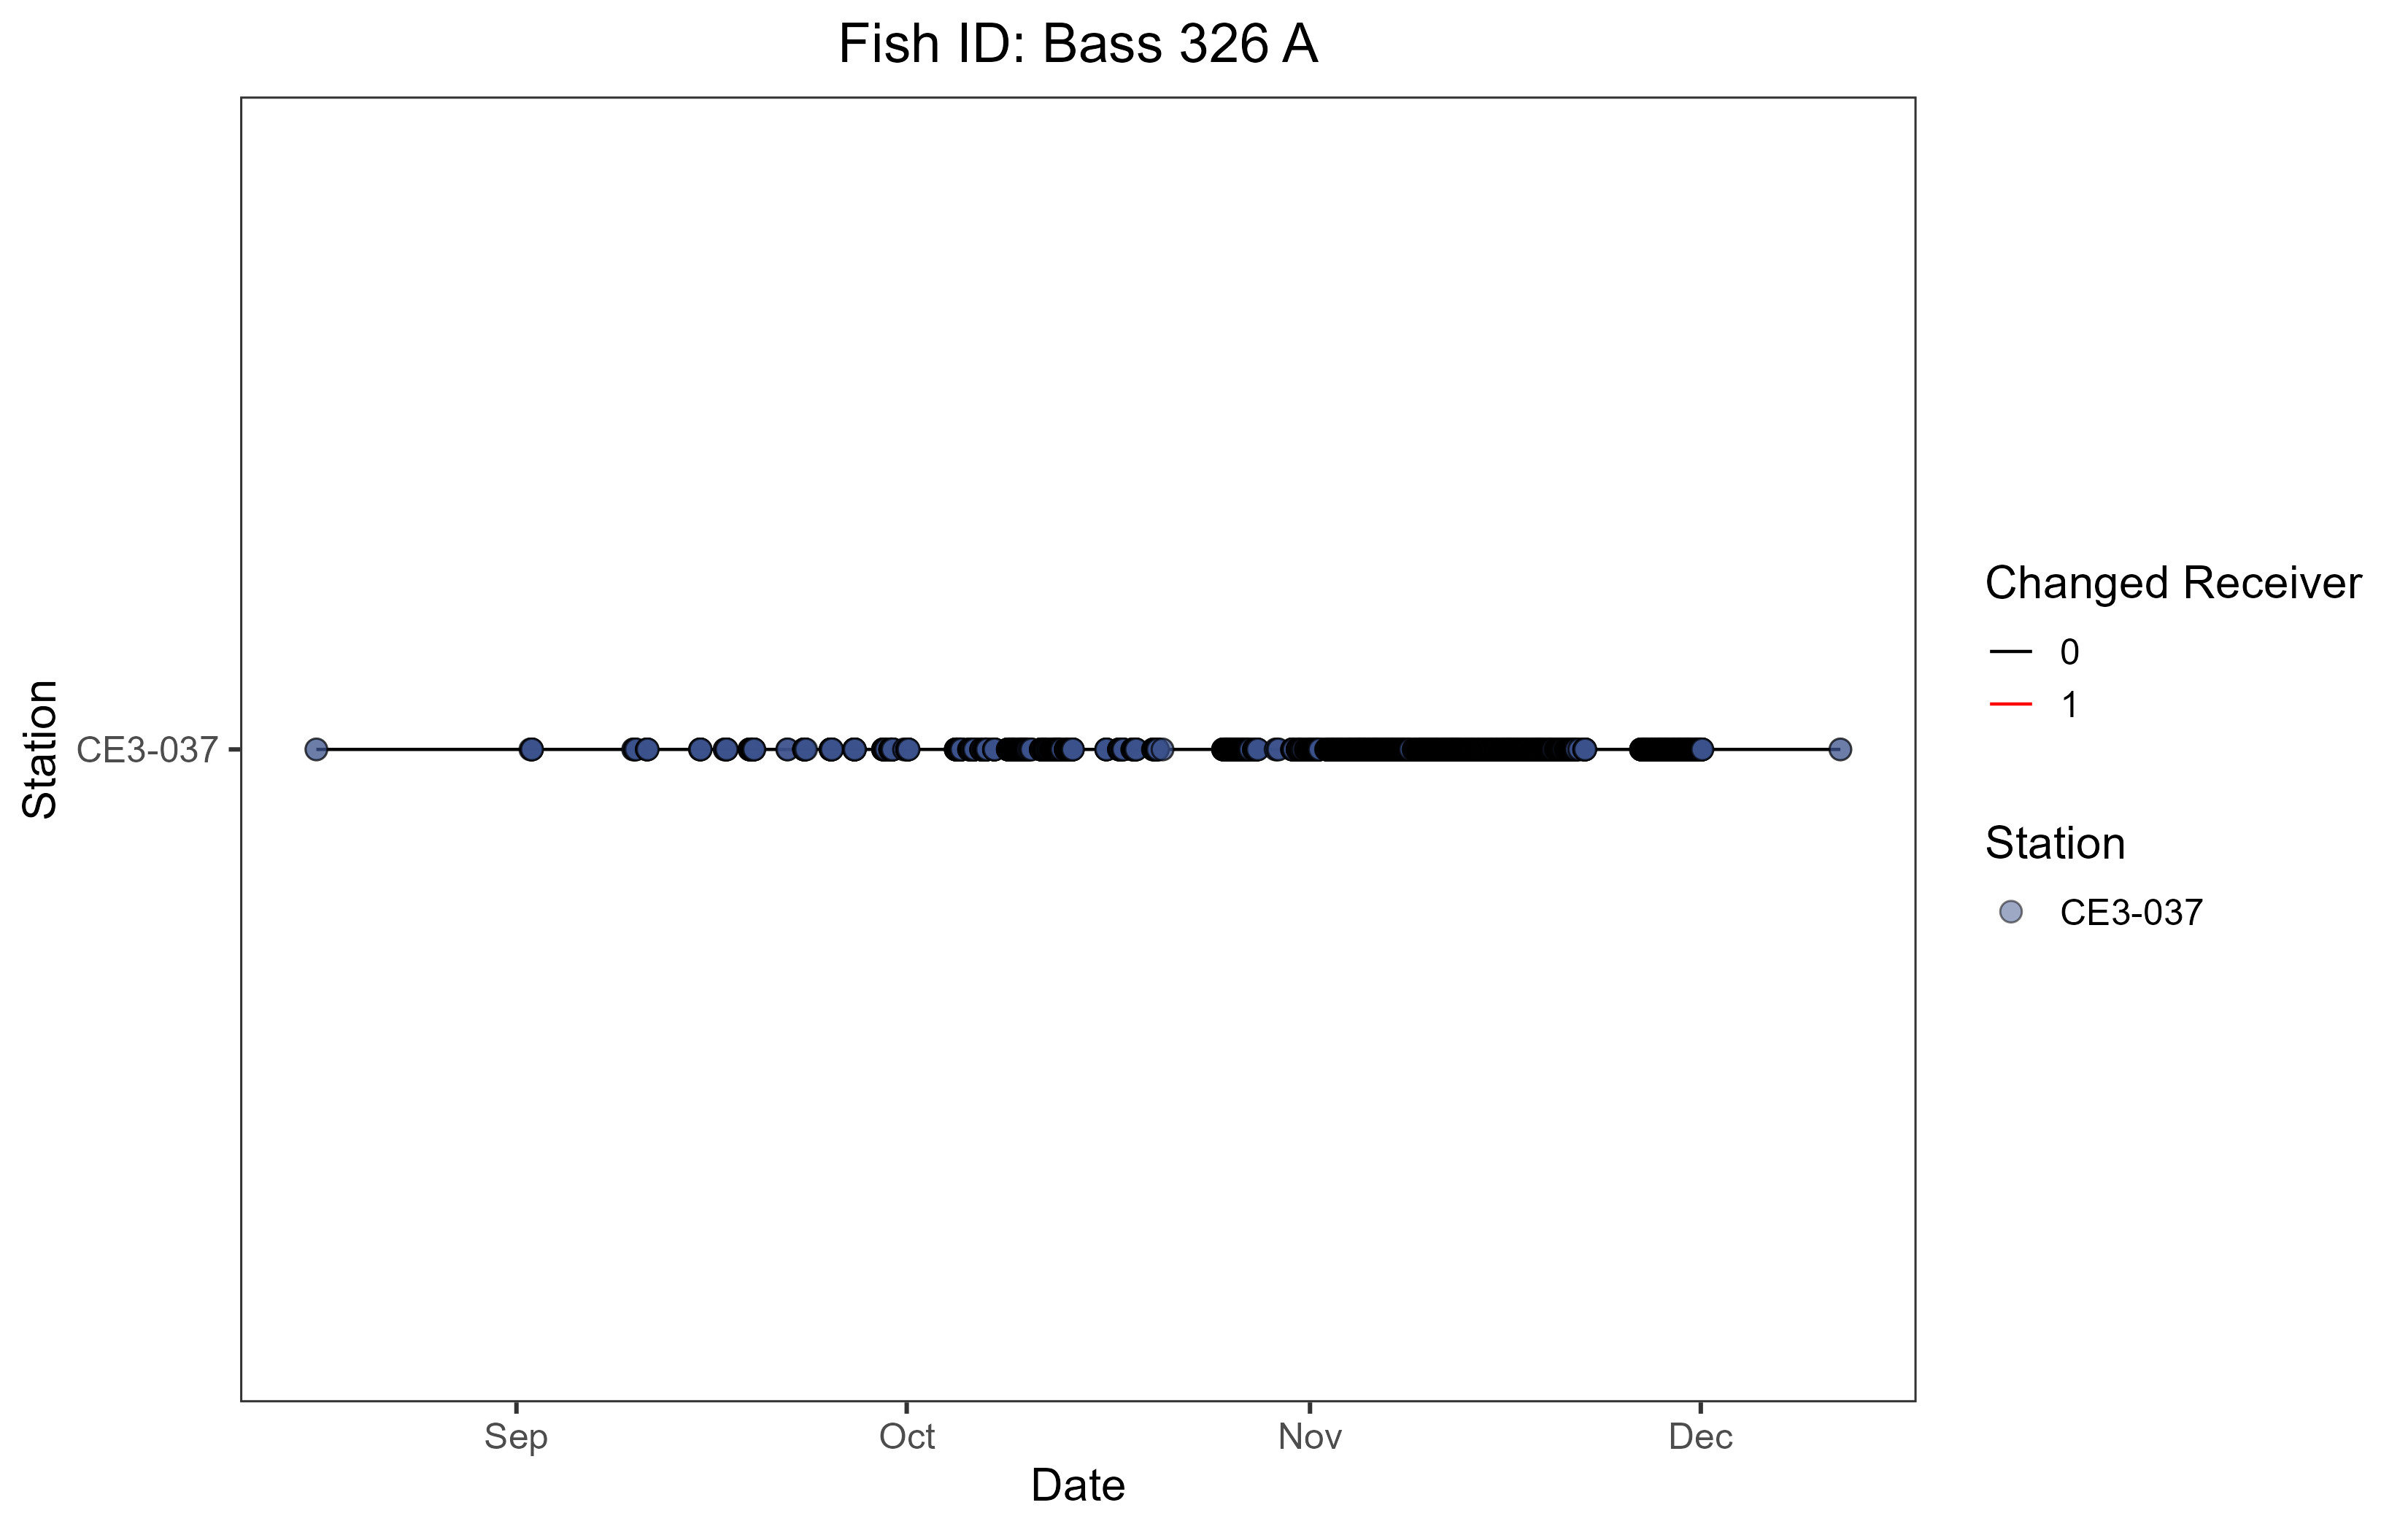 Fish ID: Bass 326 A
Station
CE3-037
Sep
Oct
Nov
Dec
Date
Changed Receiver
0
1
Station
CE3-037